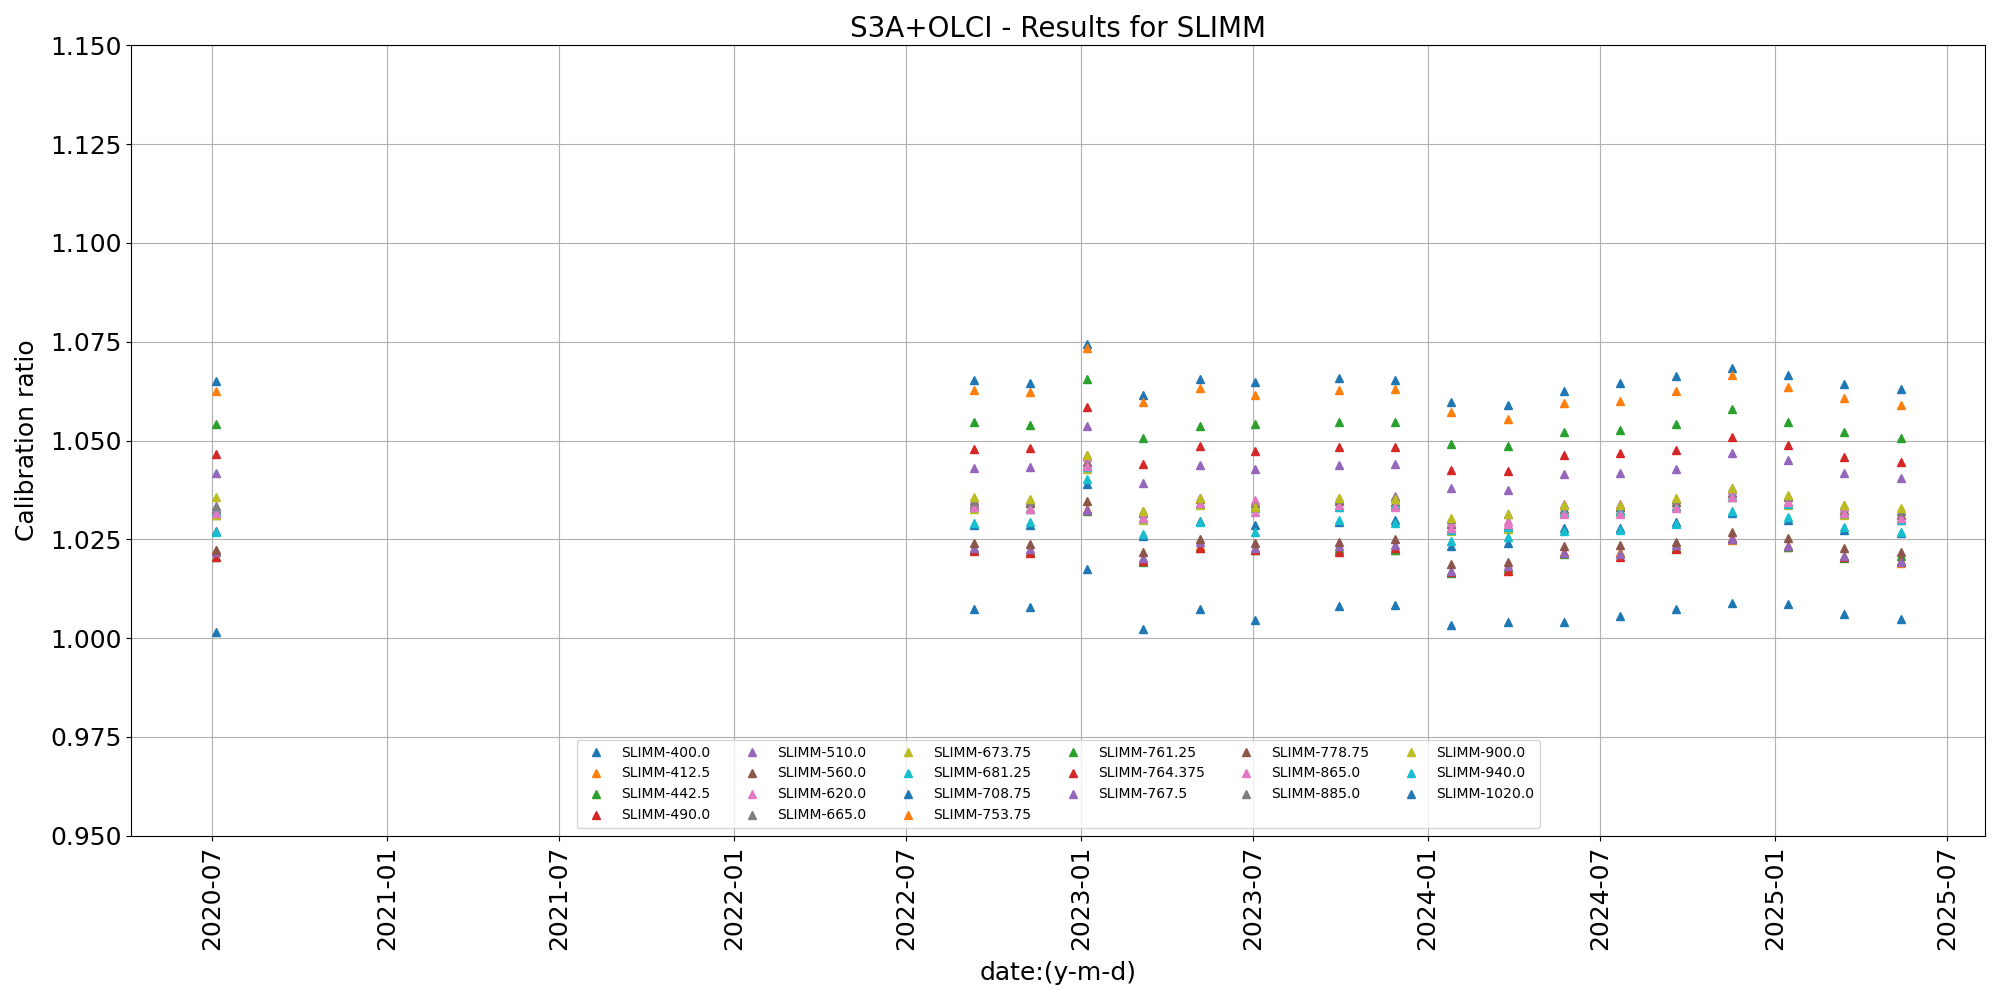 S3A+OLCI - Results for SLIMM
Calibration ratio
1.150
1.125
1.100
1.075
1.050
1.025
1.000
0.975
0.950
SLIMM-400.0 SLIMM-510.0 SLIMM-673.75 SLIMM-761.25 SLIMM-778.75 SLIMM-900.0
SLIMM-412.5 SLIMM-560.0 SLIMM-681.25 SLIMM-764.375 SLIMM-865.0 SLIMM-940.0
SLIMM-442.5 SLIMM-620.0 SLIMM-708.75 SLIMM-767.5 SLIMM-885.0 SLIMM-1020.0
SLIMM-490.0 SLIMM-665.0 SLIMM-753.75
2020-07 2021-01 2021-07 2022-01 2022-07 2023-01 2023-07 2024-01 2024-07 2025-01 2025-07
date:(y-m-d)